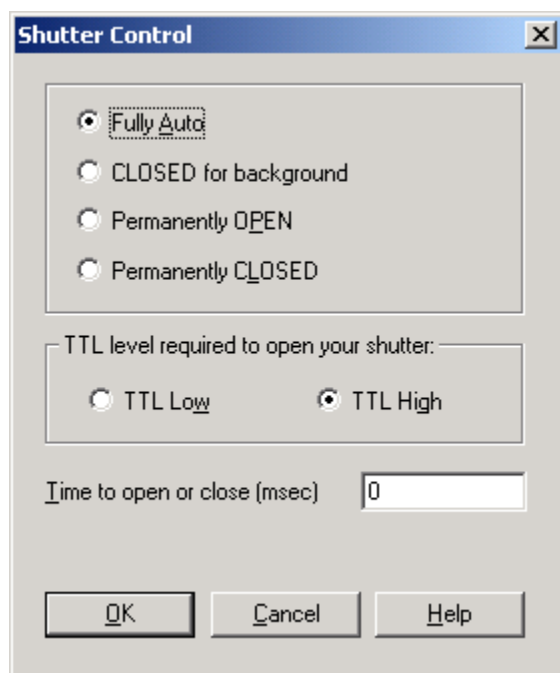 Shutter Control
Fully Auto
CLOSED for background
Permanently OPEN
Permanently CLOSED
TTL level required to open your shutter:
TTL Low TTL High
Time to open or close (msec) 0
OK Cancel Help